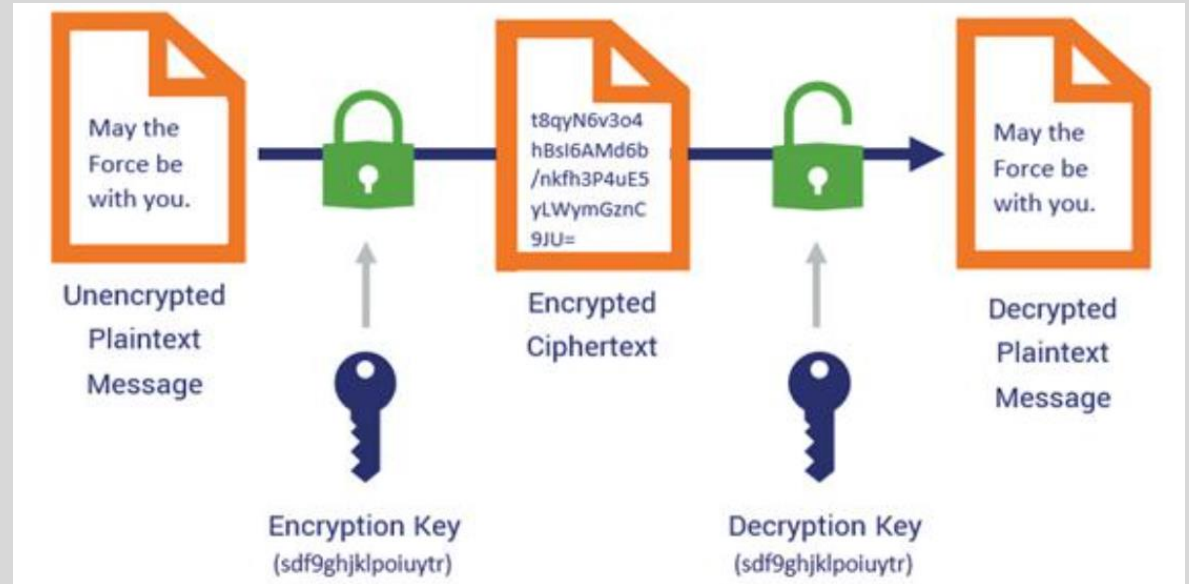 May the
Force be
with you.
Unencrypted
Plaintext
Message
Encryption Key
(sdf9ghjklpoiuytr)
t8qyN6v3o4
hBsI6AMd6b
/nkfh3P4uE5
yLWymGznC
9JU=
Encrypted
Ciphertext
Decryption Key
(sdf9ghjklpoiuytr)
May the
Force be
with you.
Decrypted
Plaintext
Message